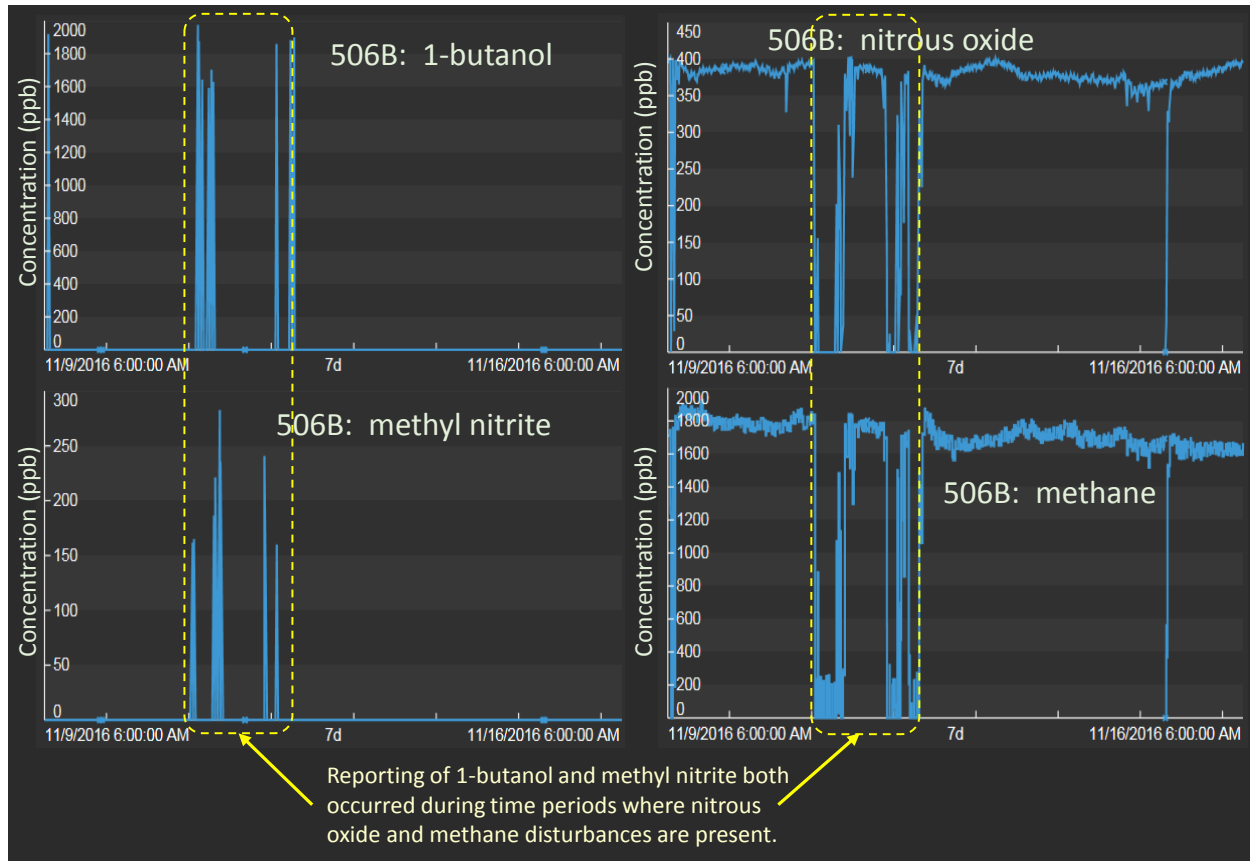 506B: 1-butanol
Concentration (ppb)
2000
1800
1600
1400
1200
1000
800
600
400
200
0
11/9/2016 6:00:00 AM 7d 11/16/2016 6:00:00 AM
506B: nitrous oxide
Concentration (ppb)
450
400
350
300
250
200
150
100
50
0
11/9/2016 6:00:00 AM 7d 11/16/2016 6:00:00 AM
506B: methyl nitrite
Concentration (ppb)
300
250
200
150
100
50
0
11/9/2016 6:00:00 AM 7d 11/16/2016 6:00:00 AM
506B: methane
Concentration (ppb)
2000
1800
1600
1400
1200
1000
800
600
400
200
0
11/9/2016 6:00:00 AM 7d 11/16/2016 6:00:00 AM
Reporting of 1-butanol and methyl nitrite both
occurred during time periods where nitrous
oxide and methane disturbances are present.